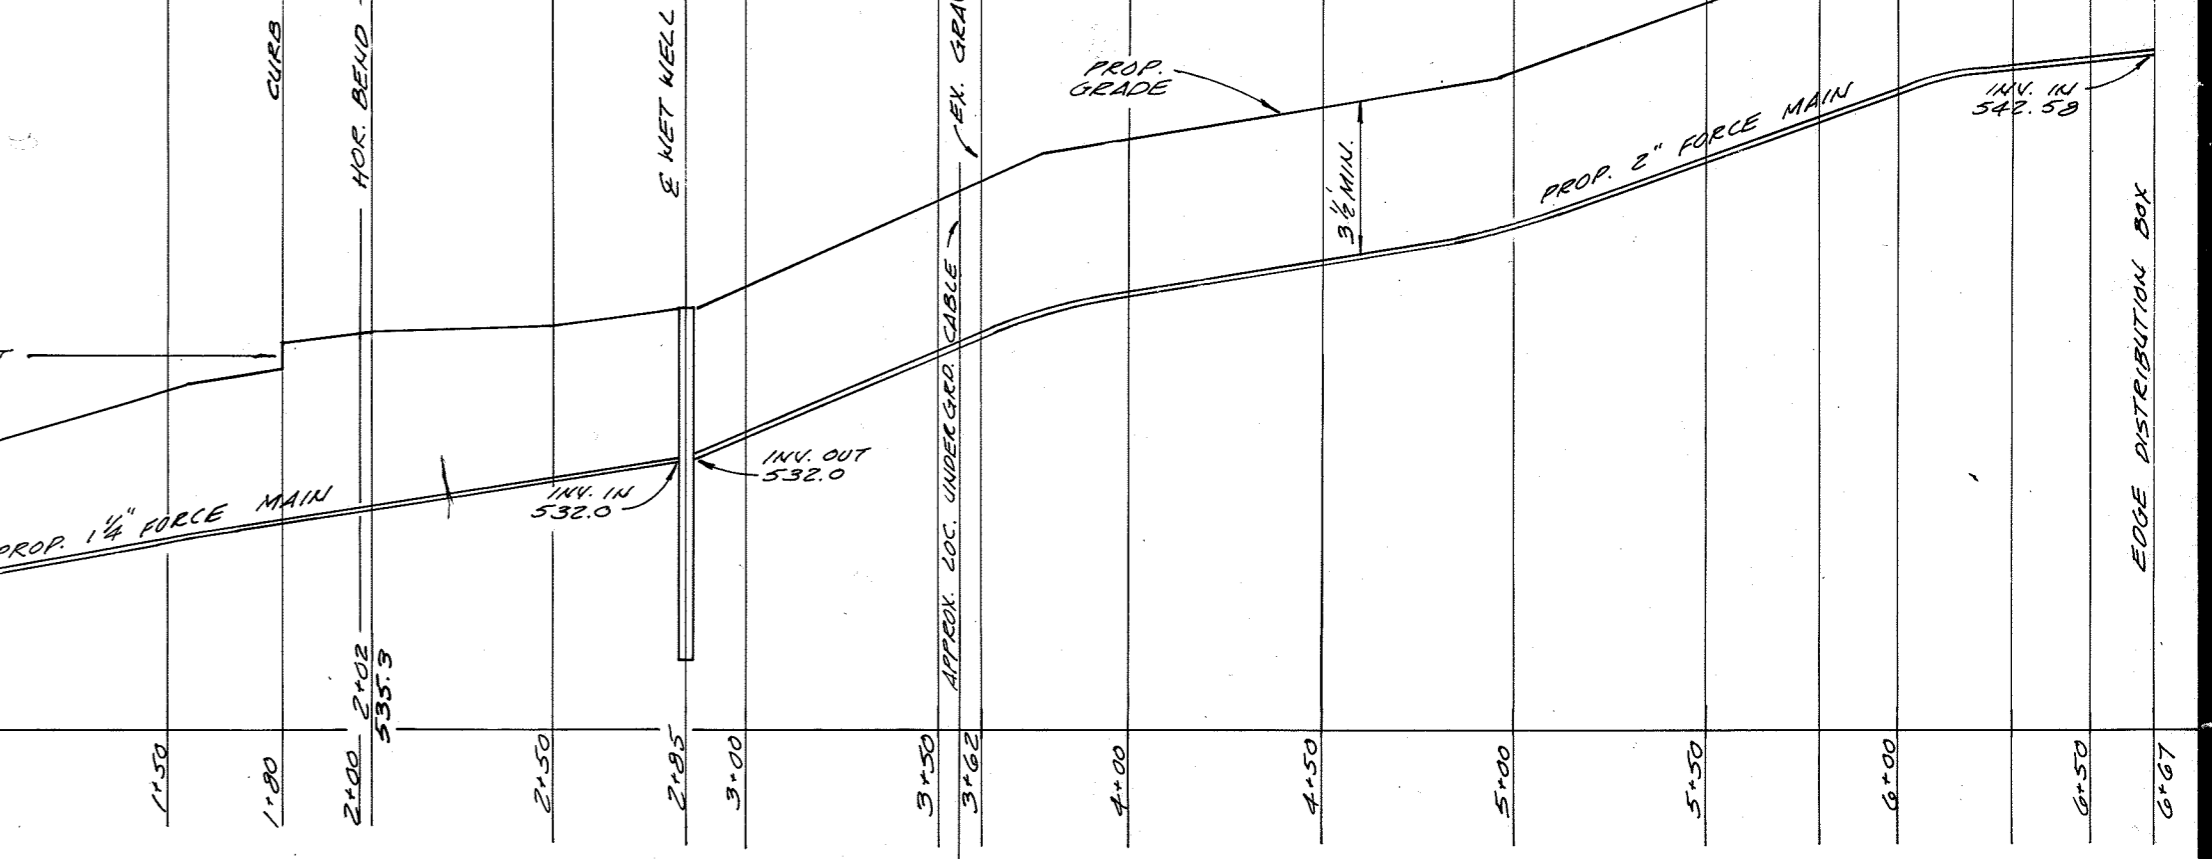 CURB
HOR. BEND
℄ WET WELL
EX.
PROP.
GRADE
3½' MIN.
PROP. 2" FORCE MAIN
INV. IN
542.58
EDGE DISTRIBUTION BOX
APPROX. LOC. UNDERGRD. CABLE
INV. OUT
532.0
INV. IN
532.0
PROP. 1¼" FORCE MAIN
2+02
535.3
1+50
1+80
2+00
2+50
2+85
3+00
3+50
3+62
4+00
4+50
5+00
5+50
6+00
6+50
6+67